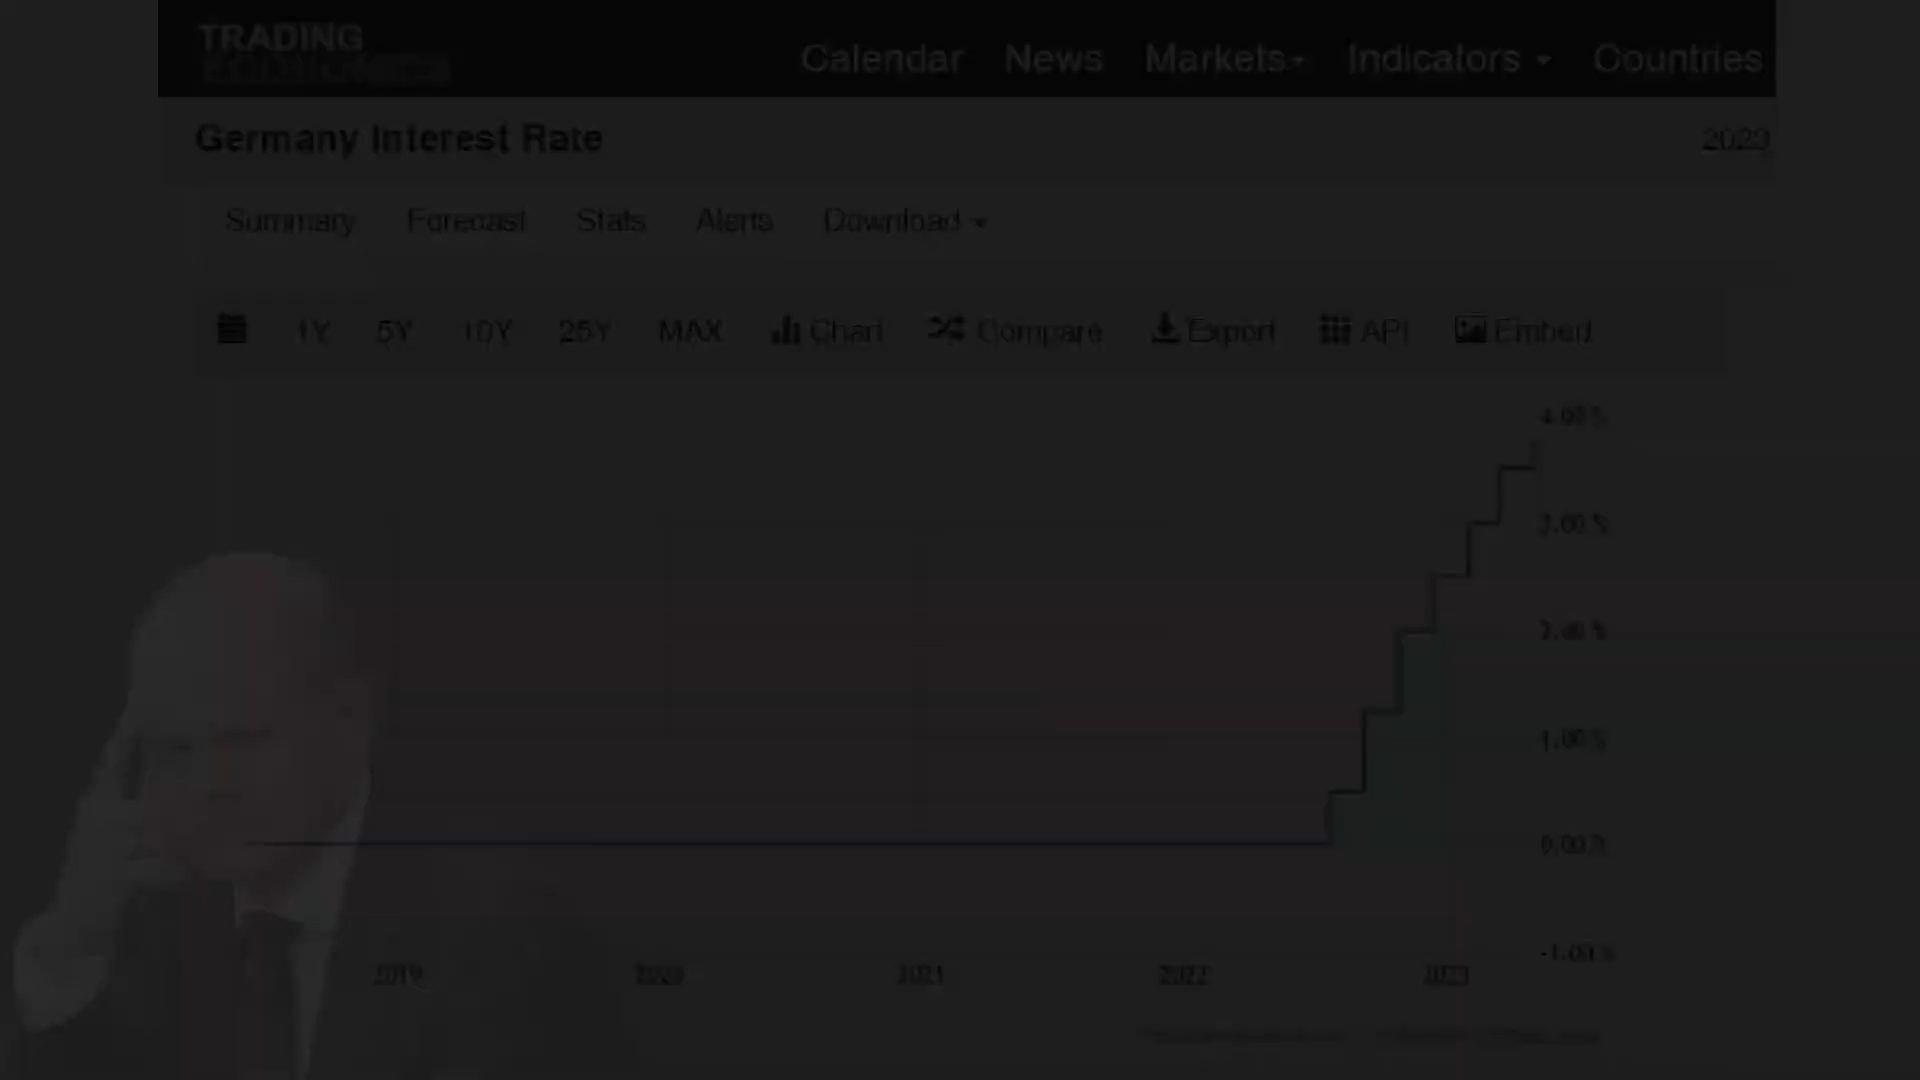 TRADING
ECONOMICS
Calendar News Markets Indicators Countries
Germany Interest Rate
2023
Summary Forecast Stats Alerts Download
1Y 5Y 10Y 25Y MAX Chart Compare Export API Embed
4.00 %
3.00 %
2.00 %
1.00 %
0.00 %
-1.00 %
2019 2020 2021 2022 2023